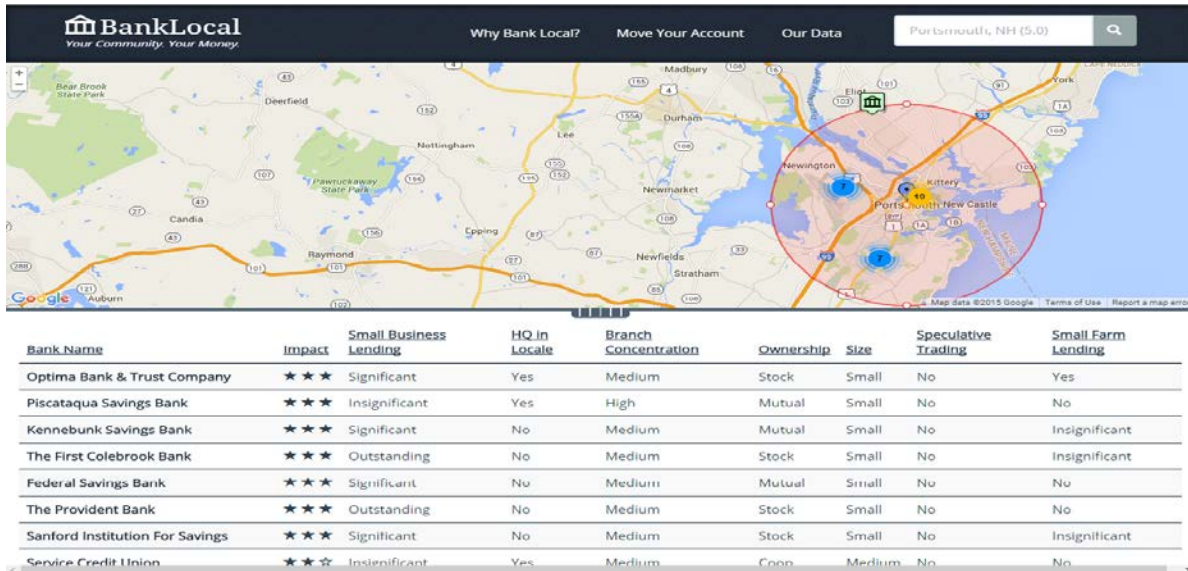 BankLocal
Your Community. Your Money.
Why Bank Local? Move Your Account Our Data
Portsmouth, NH (5.0)
+
−
Bear Brook
State Park
Deerfield
Nottingham
Lee
Madbury
Durham
Eliot
York
Newington
Kittery
Portsmouth
New Castle
Pawtuckaway
State Park
Newmarket
Candia
Epping
Raymond
Newfields
Stratham
Auburn
7
10
7
MAINE
NEW HAMPSHIRE
Google
Map data ©2015 Google Terms of Use Report a map erro
Bank Name Impact Small Business Lending HQ in Locale Branch Concentration Ownership Size Speculative Trading Small Farm Lending
Optima Bank & Trust Company ★★★ Significant Yes Medium Stock Small No Yes
Piscataqua Savings Bank ★★★ Insignificant Yes High Mutual Small No No
Kennebunk Savings Bank ★★★ Significant No Medium Mutual Small No Insignificant
The First Colebrook Bank ★★★ Outstanding No Medium Stock Small No Insignificant
Federal Savings Bank ★★★ Significant No Medium Mutual Small No No
The Provident Bank ★★★ Outstanding No Medium Stock Small No No
Sanford Institution For Savings ★★★ Significant No Medium Stock Small No Insignificant
Service Credit Union ★★☆ Insignificant Yes Medium Coop Medium No No